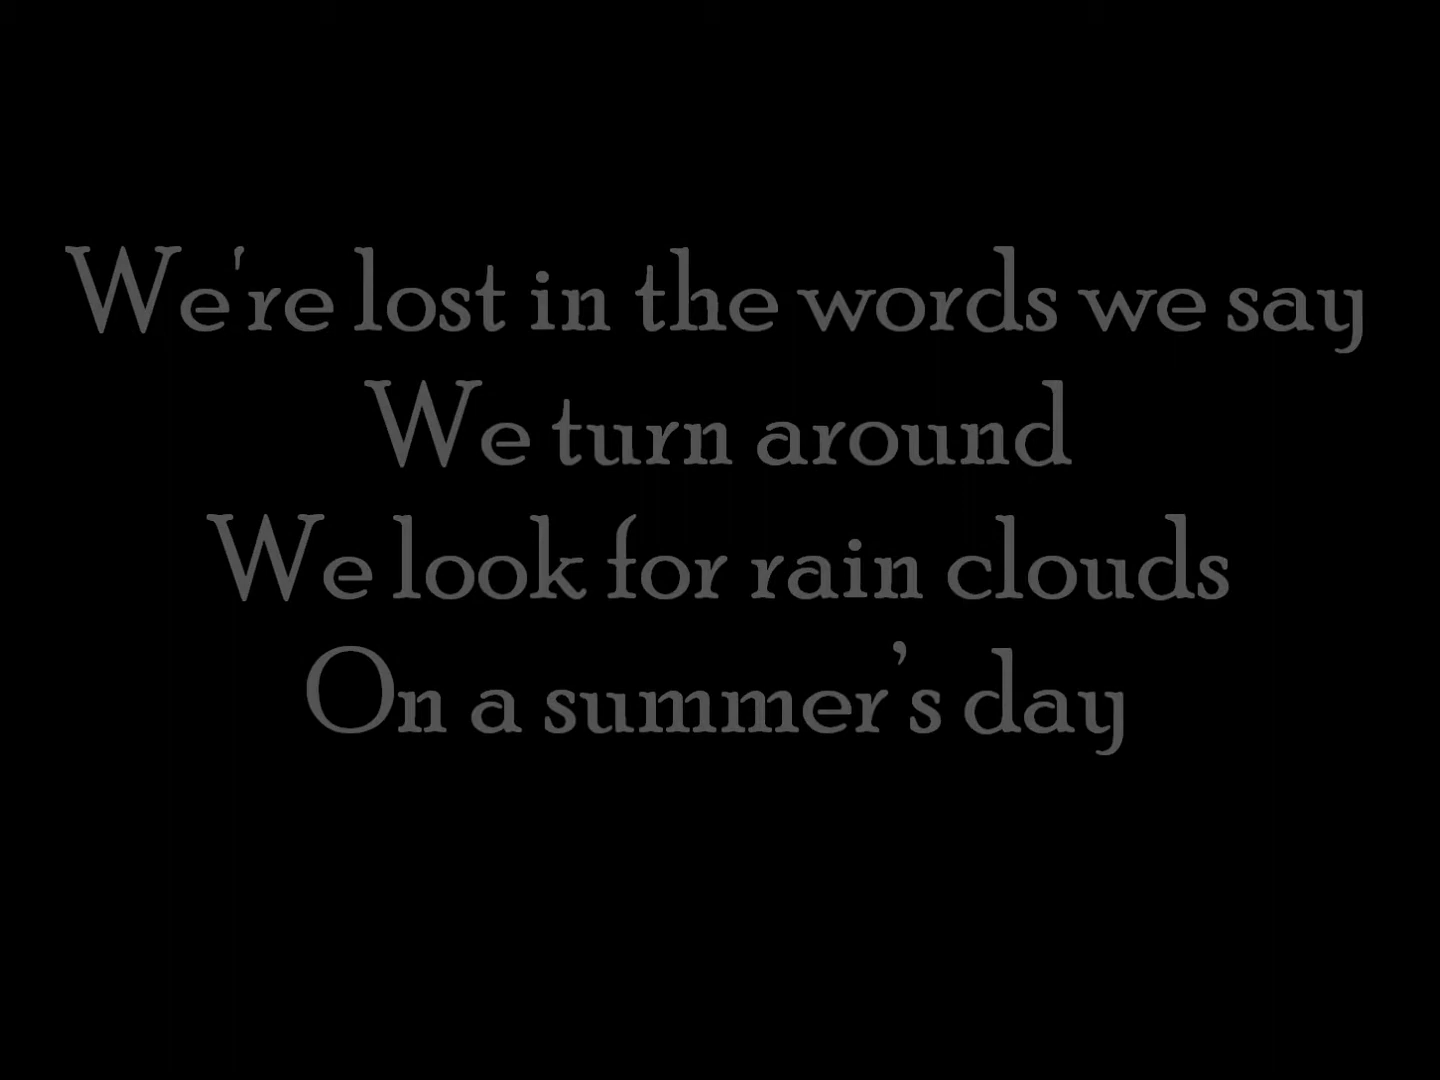 We're lost in the words we say
We turn around
We look for rain clouds
On a summer’s day